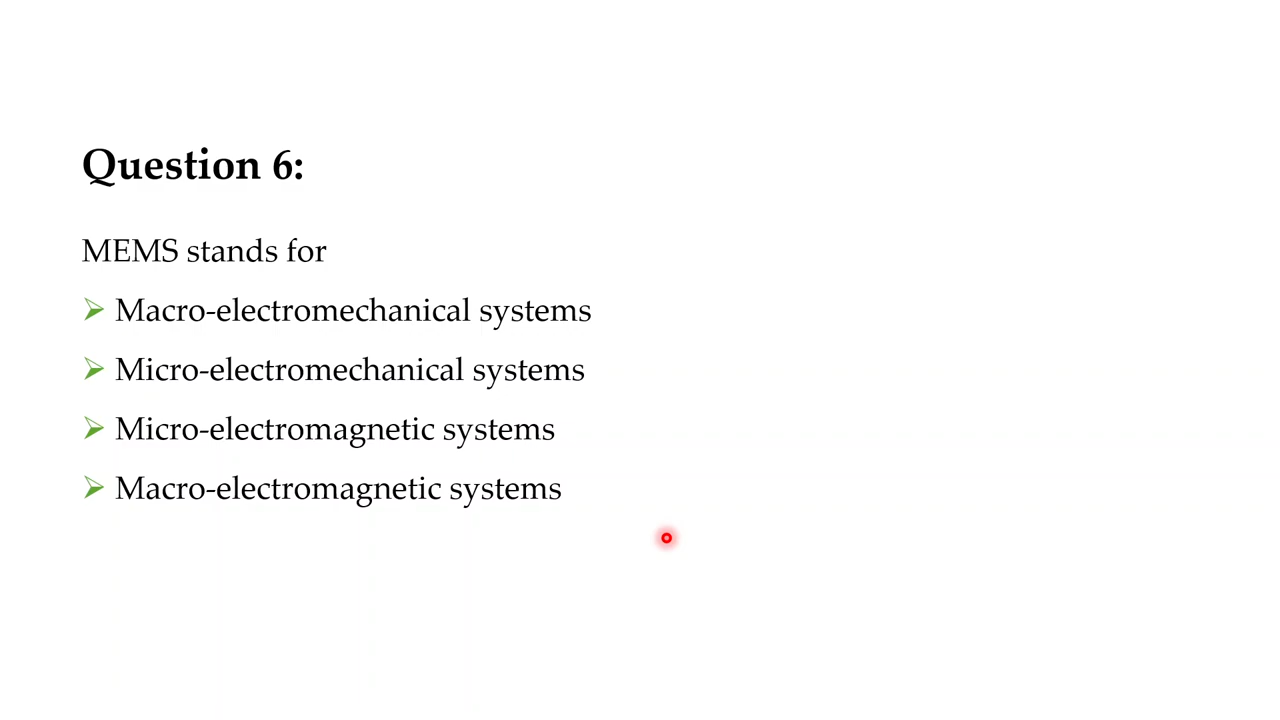 Question 6:
MEMS stands for
➢ Macro-electromechanical systems
➢ Micro-electromechanical systems
➢ Micro-electromagnetic systems
➢ Macro-electromagnetic systems